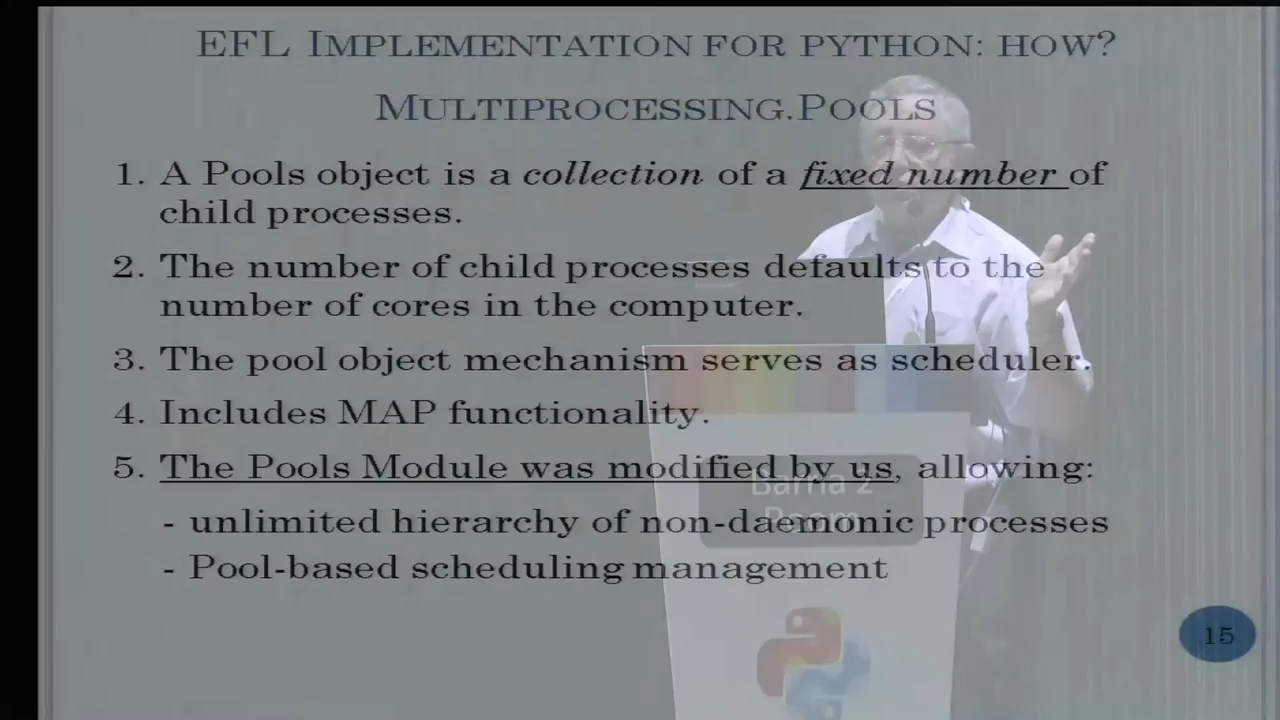 EFL IMPLEMENTATION FOR PYTHON: HOW?
MULTIPROCESSING.POOLS
1. A Pools object is a collection of a fixed number of
child processes.
2. The number of child processes defaults to the
number of cores in the computer.
3. The pool object mechanism serves as scheduler.
4. Includes MAP functionality.
5. The Pools Module was modified by us, allowing:
- unlimited hierarchy of non-daemonic processes
- Pool-based scheduling management
Barria 2
Room
15